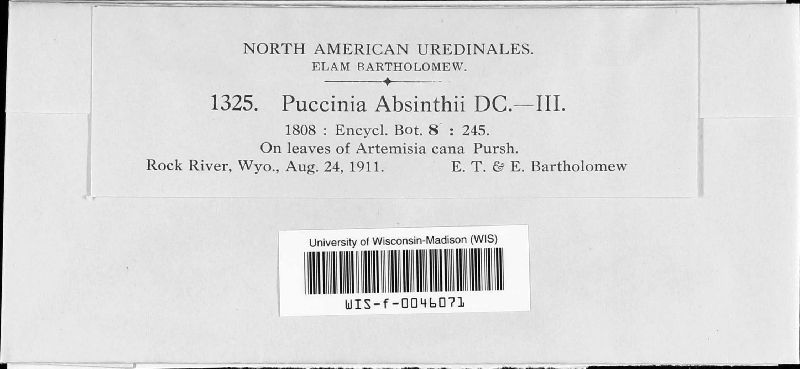 NORTH AMERICAN UREDINALES.
ELAM BARTHOLOMEW.
1325. Puccinia Absinthii DC.—III.
1808 : Encycl. Bot. 8 : 245.
On leaves of Artemisia cana Pursh.
Rock River, Wyo., Aug. 24, 1911. E. T. & E. Bartholomew
University of Wisconsin-Madison (WIS)
WIS-f-0046071